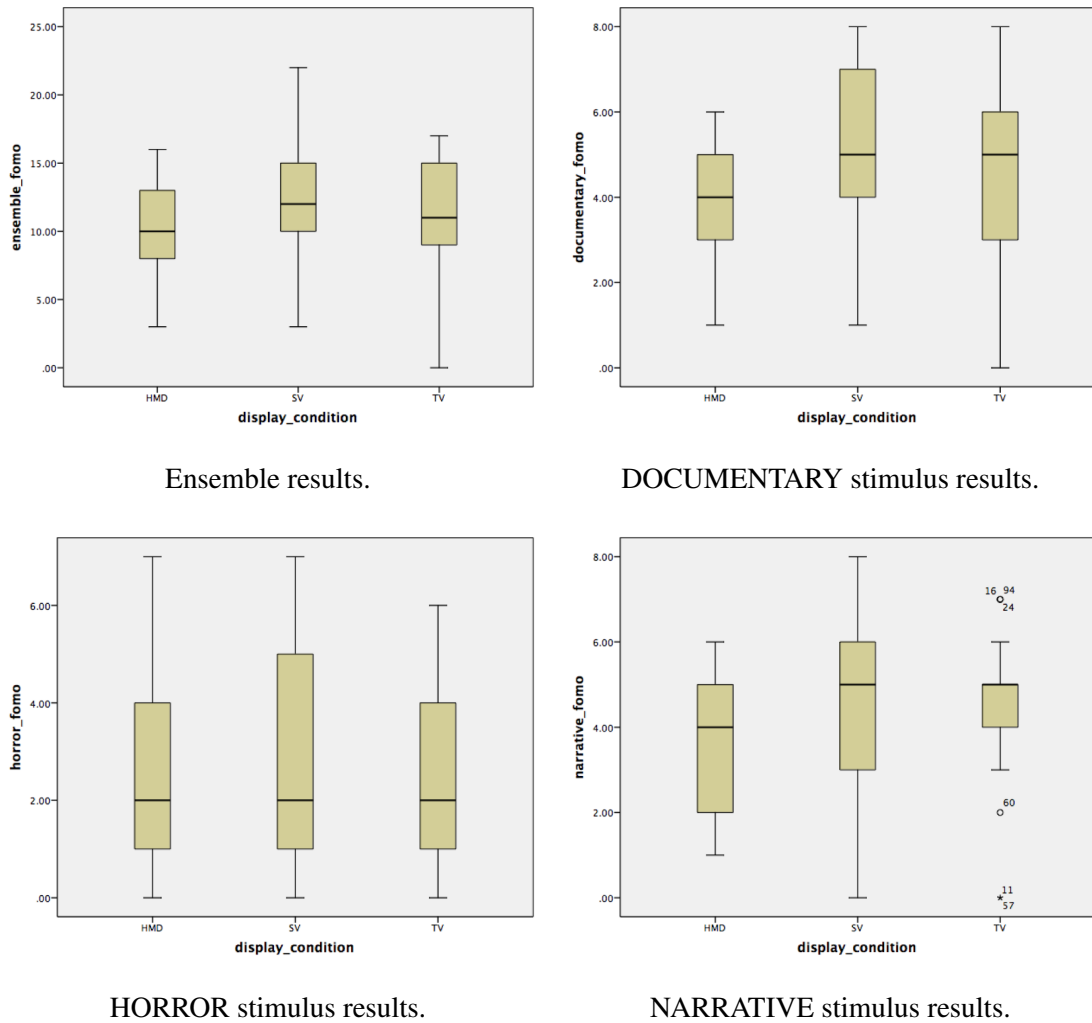 25.00
20.00
15.00
10.00
5.00
.00
ensemble_fomo
HMD SV TV
display_condition
Ensemble results.
8.00
6.00
4.00
2.00
.00
documentary_fomo
HMD SV TV
display_condition
DOCUMENTARY stimulus results.
6.00
4.00
2.00
.00
horror_fomo
HMD SV TV
display_condition
HORROR stimulus results.
8.00
6.00
4.00
2.00
.00
narrative_fomo
16 94
24
60
11
57
HMD SV TV
display_condition
NARRATIVE stimulus results.